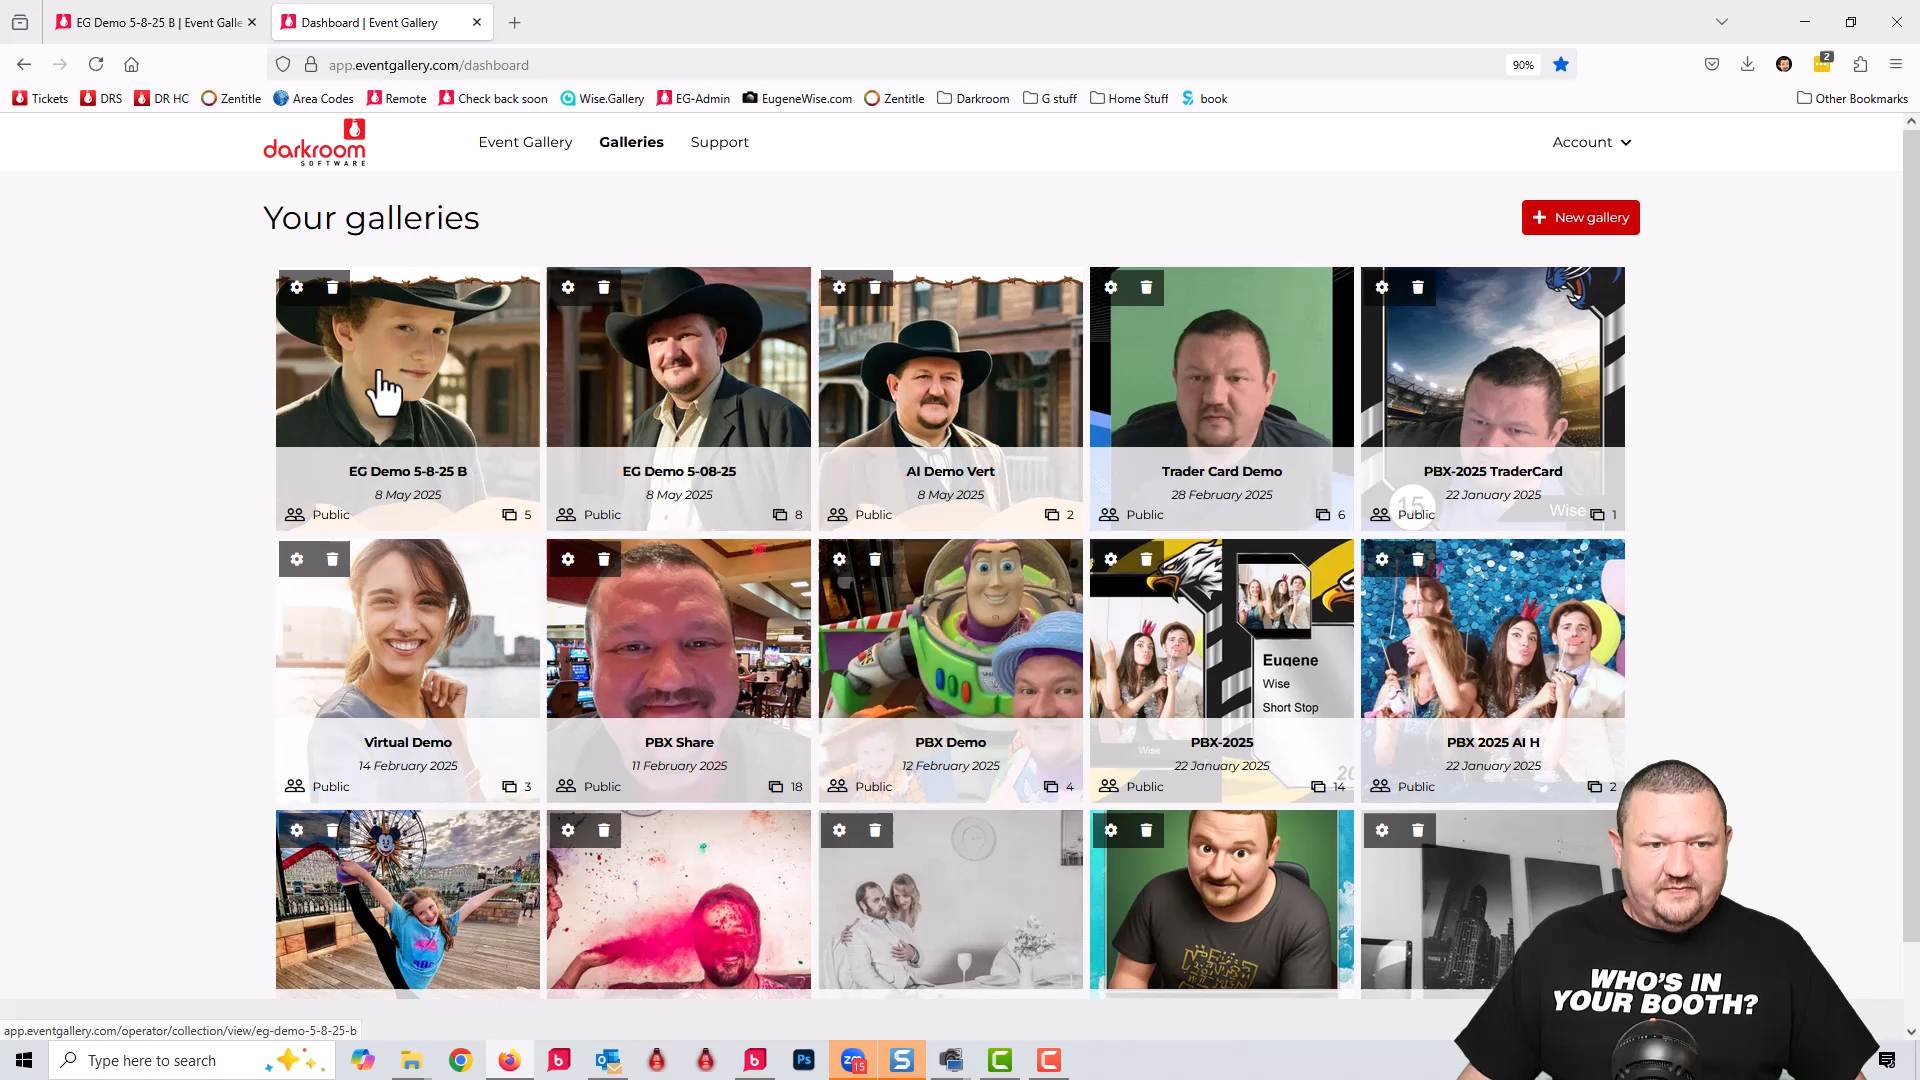 EG Demo 5-8-25 B | Event Galle
Dashboard | Event Gallery
app.eventgallery.com/dashboard
90%
2
Tickets
DRS
DR HC
Zentitle
Area Codes
Remote
Check back soon
Wise.Gallery
EG-Admin
EugeneWise.com
Zentitle
Darkroom
G stuff
Home Stuff
book
Other Bookmarks
darkroom
SOFTWARE
Event Gallery
Galleries
Support
Account
Your galleries
New gallery
EG Demo 5-8-25 B
8 May 2025
Public
5
EG Demo 5-08-25
8 May 2025
Public
8
AI Demo Vert
8 May 2025
Public
2
Trader Card Demo
28 February 2025
Public
6
PBX-2025 TraderCard
22 January 2025
15
Wise
Public
1
Virtual Demo
14 February 2025
Public
3
PBX Share
11 February 2025
Public
18
PBX Demo
12 February 2025
Public
4
Eugene
Wise
Short Stop
Wise
PBX-2025
22 January 2025
Public
14
PBX 2025 AI H
22 January 2025
Public
2
WHO'S IN
YOUR BOOTH?
app.eventgallery.com/operator/collection/view/eg-demo-5-8-25-b
Type here to search
b
b
Ps
zm
15
S
C
C